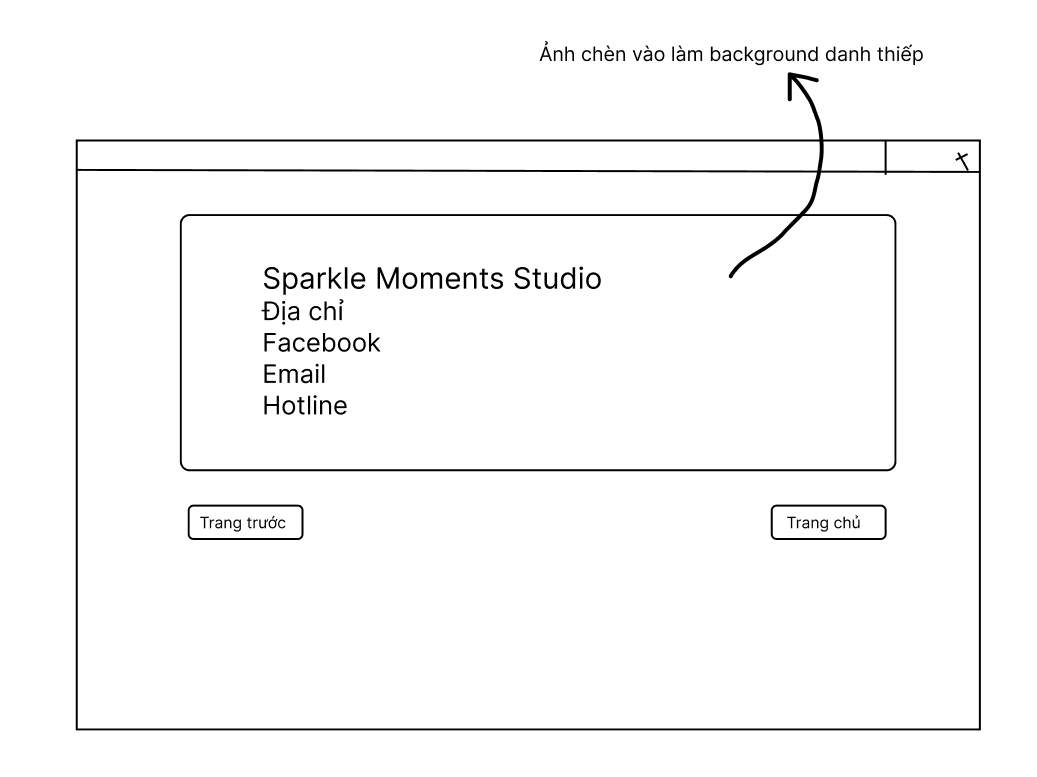 Ảnh chèn vào làm background danh thiếp
Sparkle Moments Studio
Địa chỉ
Facebook
Email
Hotline
Trang trước
Trang chủ